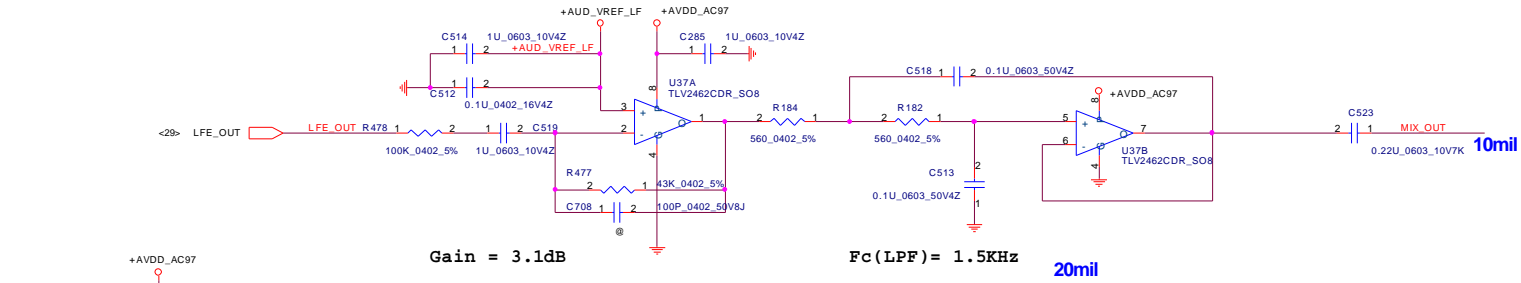 +AUD_VREF_LF +AVDD_AC97
C514 1U_0603_10V4Z C285 1U_0603_10V4Z
1 2 +AUD_VREF_LF 1 2
C518 1 2 0.1U_0603_50V4Z
1 2 8 U37A
C512 TLV2462CDR_SO8 +AVDD_AC97
0.1U_0402_16V4Z 3 + P R184 R182 8
<29> LFE_OUT LFE_OUT R478 1 2 1 2 C519 2 - G O 1 2 1 2 1 5 + P O 7 C523 2 1 MIX_OUT
100K_0402_5% 1U_0603_10V4Z 4 560_0402_5% 560_0402_5% 6 - G 0.22U_0603_10V7K 10mil
U37B
4 TLV2462CDR_SO8
R477 2
2 1 43K_0402_5% C513
C708 1 2 100P_0402_50V8J 0.1U_0603_50V4Z 1
@
Gain = 3.1dB Fc(LPF)= 1.5KHz 20mil
+AVDD_AC97